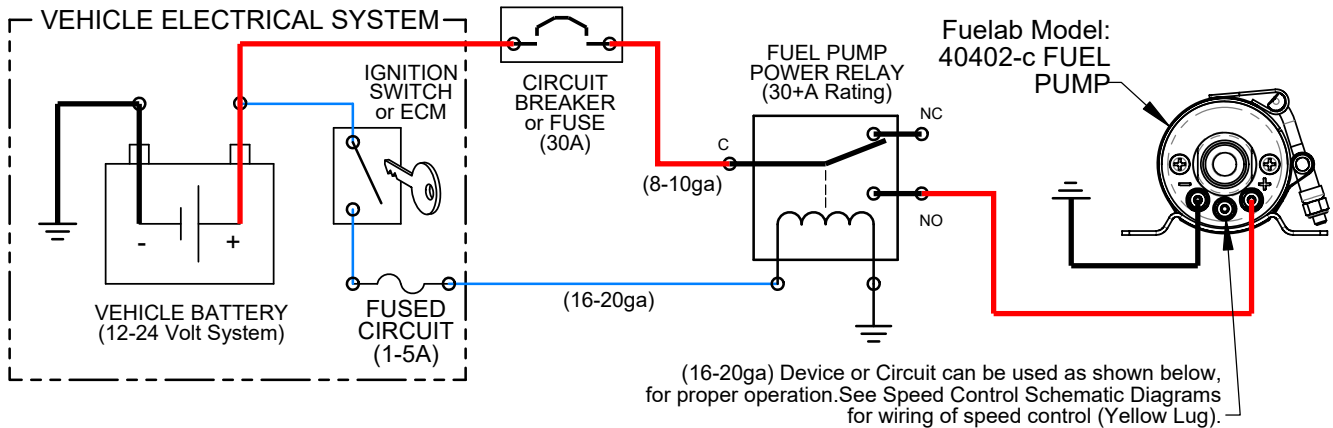 VEHICLE ELECTRICAL SYSTEM
IGNITION
SWITCH
or ECM
- +
VEHICLE BATTERY
(12-24 Volt System)
FUSED
CIRCUIT
(1-5A)
CIRCUIT
BREAKER
or FUSE
(30A)
FUEL PUMP
POWER RELAY
(30+A Rating)
C
NC
NO
(8-10ga)
(16-20ga)
Fuelab Model:
40402-c FUEL
PUMP
- +
(16-20ga) Device or Circuit can be used as shown below,
for proper operation.See Speed Control Schematic Diagrams
for wiring of speed control (Yellow Lug).